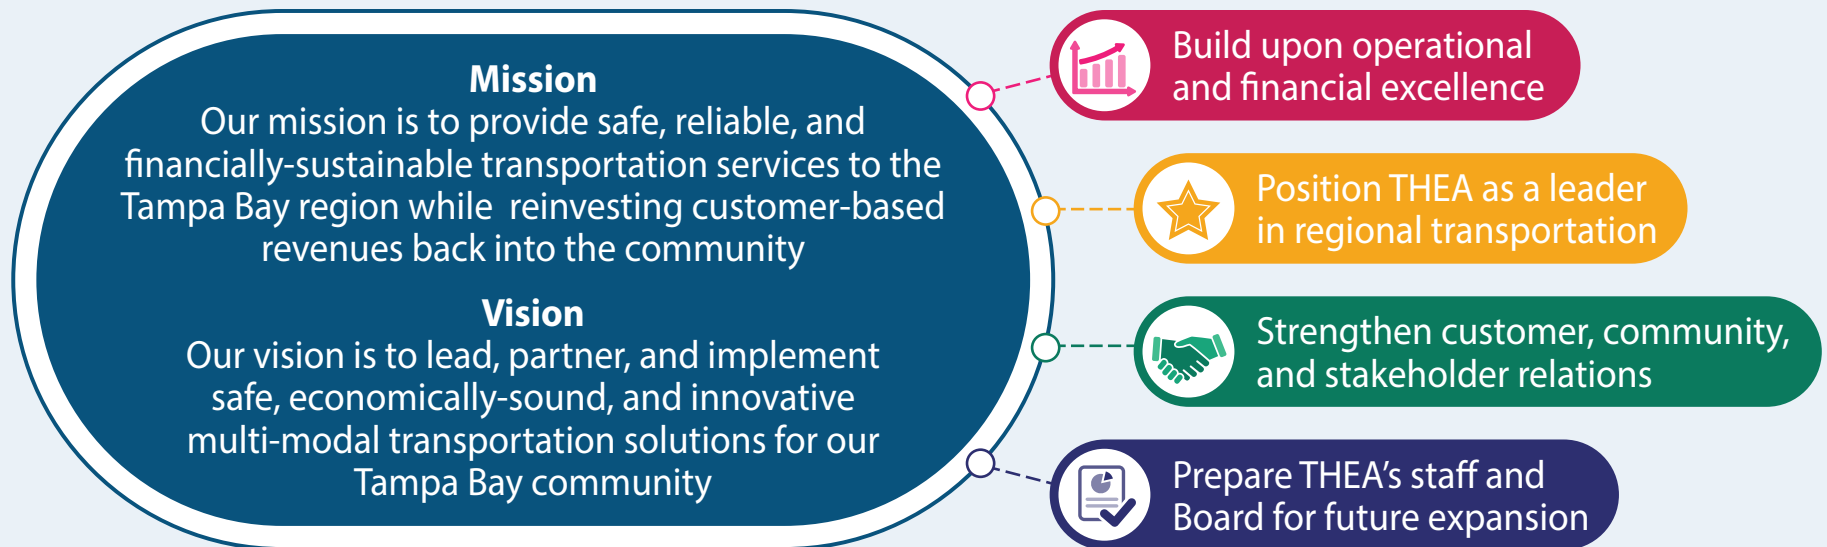 Mission
Our mission is to provide safe, reliable, and
financially-sustainable transportation services to the
Tampa Bay region while  reinvesting customer-based
revenues back into the community
Vision
Our vision is to lead, partner, and implement
safe, economically-sound, and innovative
multi-modal transportation solutions for our
Tampa Bay community
Build upon operational
and financial excellence
Position THEA as a leader
in regional transportation
Strengthen customer, community,
and stakeholder relations
Prepare THEA’s staff and
Board for future expansion